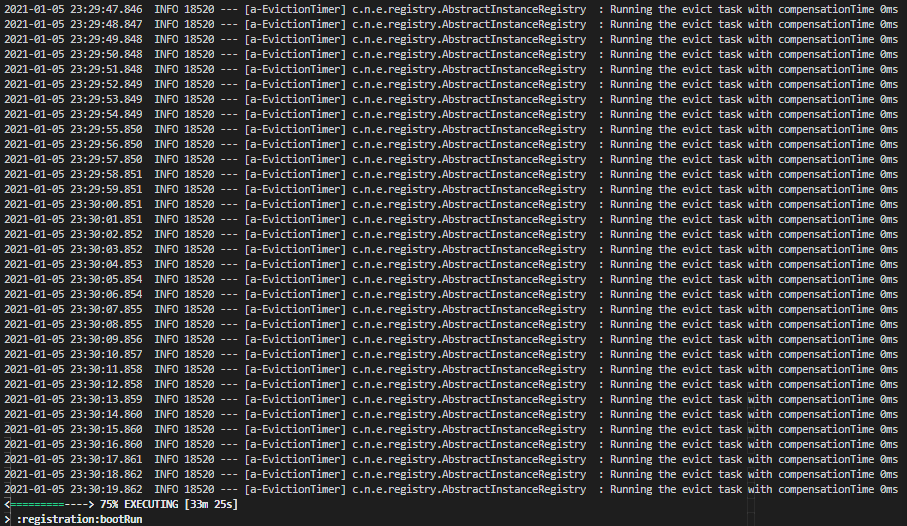 2021-01-05 23:29:47.846  INFO 18520 --- [a-EvictionTimer] c.n.e.registry.AbstractInstanceRegistry  : Running the evict task with compensationTime 0ms
2021-01-05 23:29:48.847  INFO 18520 --- [a-EvictionTimer] c.n.e.registry.AbstractInstanceRegistry  : Running the evict task with compensationTime 0ms
2021-01-05 23:29:49.848  INFO 18520 --- [a-EvictionTimer] c.n.e.registry.AbstractInstanceRegistry  : Running the evict task with compensationTime 0ms
2021-01-05 23:29:50.848  INFO 18520 --- [a-EvictionTimer] c.n.e.registry.AbstractInstanceRegistry  : Running the evict task with compensationTime 0ms
2021-01-05 23:29:51.848  INFO 18520 --- [a-EvictionTimer] c.n.e.registry.AbstractInstanceRegistry  : Running the evict task with compensationTime 0ms
2021-01-05 23:29:52.849  INFO 18520 --- [a-EvictionTimer] c.n.e.registry.AbstractInstanceRegistry  : Running the evict task with compensationTime 0ms
2021-01-05 23:29:53.849  INFO 18520 --- [a-EvictionTimer] c.n.e.registry.AbstractInstanceRegistry  : Running the evict task with compensationTime 0ms
2021-01-05 23:29:54.849  INFO 18520 --- [a-EvictionTimer] c.n.e.registry.AbstractInstanceRegistry  : Running the evict task with compensationTime 0ms
2021-01-05 23:29:55.850  INFO 18520 --- [a-EvictionTimer] c.n.e.registry.AbstractInstanceRegistry  : Running the evict task with compensationTime 0ms
2021-01-05 23:29:56.850  INFO 18520 --- [a-EvictionTimer] c.n.e.registry.AbstractInstanceRegistry  : Running the evict task with compensationTime 0ms
2021-01-05 23:29:57.850  INFO 18520 --- [a-EvictionTimer] c.n.e.registry.AbstractInstanceRegistry  : Running the evict task with compensationTime 0ms
2021-01-05 23:29:58.851  INFO 18520 --- [a-EvictionTimer] c.n.e.registry.AbstractInstanceRegistry  : Running the evict task with compensationTime 0ms
2021-01-05 23:29:59.851  INFO 18520 --- [a-EvictionTimer] c.n.e.registry.AbstractInstanceRegistry  : Running the evict task with compensationTime 0ms
2021-01-05 23:30:00.851  INFO 18520 --- [a-EvictionTimer] c.n.e.registry.AbstractInstanceRegistry  : Running the evict task with compensationTime 0ms
2021-01-05 23:30:01.851  INFO 18520 --- [a-EvictionTimer] c.n.e.registry.AbstractInstanceRegistry  : Running the evict task with compensationTime 0ms
2021-01-05 23:30:02.852  INFO 18520 --- [a-EvictionTimer] c.n.e.registry.AbstractInstanceRegistry  : Running the evict task with compensationTime 0ms
2021-01-05 23:30:03.852  INFO 18520 --- [a-EvictionTimer] c.n.e.registry.AbstractInstanceRegistry  : Running the evict task with compensationTime 0ms
2021-01-05 23:30:04.853  INFO 18520 --- [a-EvictionTimer] c.n.e.registry.AbstractInstanceRegistry  : Running the evict task with compensationTime 0ms
2021-01-05 23:30:05.854  INFO 18520 --- [a-EvictionTimer] c.n.e.registry.AbstractInstanceRegistry  : Running the evict task with compensationTime 0ms
2021-01-05 23:30:06.854  INFO 18520 --- [a-EvictionTimer] c.n.e.registry.AbstractInstanceRegistry  : Running the evict task with compensationTime 0ms
2021-01-05 23:30:07.855  INFO 18520 --- [a-EvictionTimer] c.n.e.registry.AbstractInstanceRegistry  : Running the evict task with compensationTime 0ms
2021-01-05 23:30:08.855  INFO 18520 --- [a-EvictionTimer] c.n.e.registry.AbstractInstanceRegistry  : Running the evict task with compensationTime 0ms
2021-01-05 23:30:09.856  INFO 18520 --- [a-EvictionTimer] c.n.e.registry.AbstractInstanceRegistry  : Running the evict task with compensationTime 0ms
2021-01-05 23:30:10.857  INFO 18520 --- [a-EvictionTimer] c.n.e.registry.AbstractInstanceRegistry  : Running the evict task with compensationTime 0ms
2021-01-05 23:30:11.858  INFO 18520 --- [a-EvictionTimer] c.n.e.registry.AbstractInstanceRegistry  : Running the evict task with compensationTime 0ms
2021-01-05 23:30:12.858  INFO 18520 --- [a-EvictionTimer] c.n.e.registry.AbstractInstanceRegistry  : Running the evict task with compensationTime 0ms
2021-01-05 23:30:13.859  INFO 18520 --- [a-EvictionTimer] c.n.e.registry.AbstractInstanceRegistry  : Running the evict task with compensationTime 0ms
2021-01-05 23:30:14.860  INFO 18520 --- [a-EvictionTimer] c.n.e.registry.AbstractInstanceRegistry  : Running the evict task with compensationTime 0ms
2021-01-05 23:30:15.860  INFO 18520 --- [a-EvictionTimer] c.n.e.registry.AbstractInstanceRegistry  : Running the evict task with compensationTime 0ms
2021-01-05 23:30:16.860  INFO 18520 --- [a-EvictionTimer] c.n.e.registry.AbstractInstanceRegistry  : Running the evict task with compensationTime 0ms
2021-01-05 23:30:17.861  INFO 18520 --- [a-EvictionTimer] c.n.e.registry.AbstractInstanceRegistry  : Running the evict task with compensationTime 0ms
2021-01-05 23:30:18.862  INFO 18520 --- [a-EvictionTimer] c.n.e.registry.AbstractInstanceRegistry  : Running the evict task with compensationTime 0ms
2021-01-05 23:30:19.862  INFO 18520 --- [a-EvictionTimer] c.n.e.registry.AbstractInstanceRegistry  : Running the evict task with compensationTime 0ms
<=========----> 75% EXECUTING [33m 25s]
> :registration:bootRun